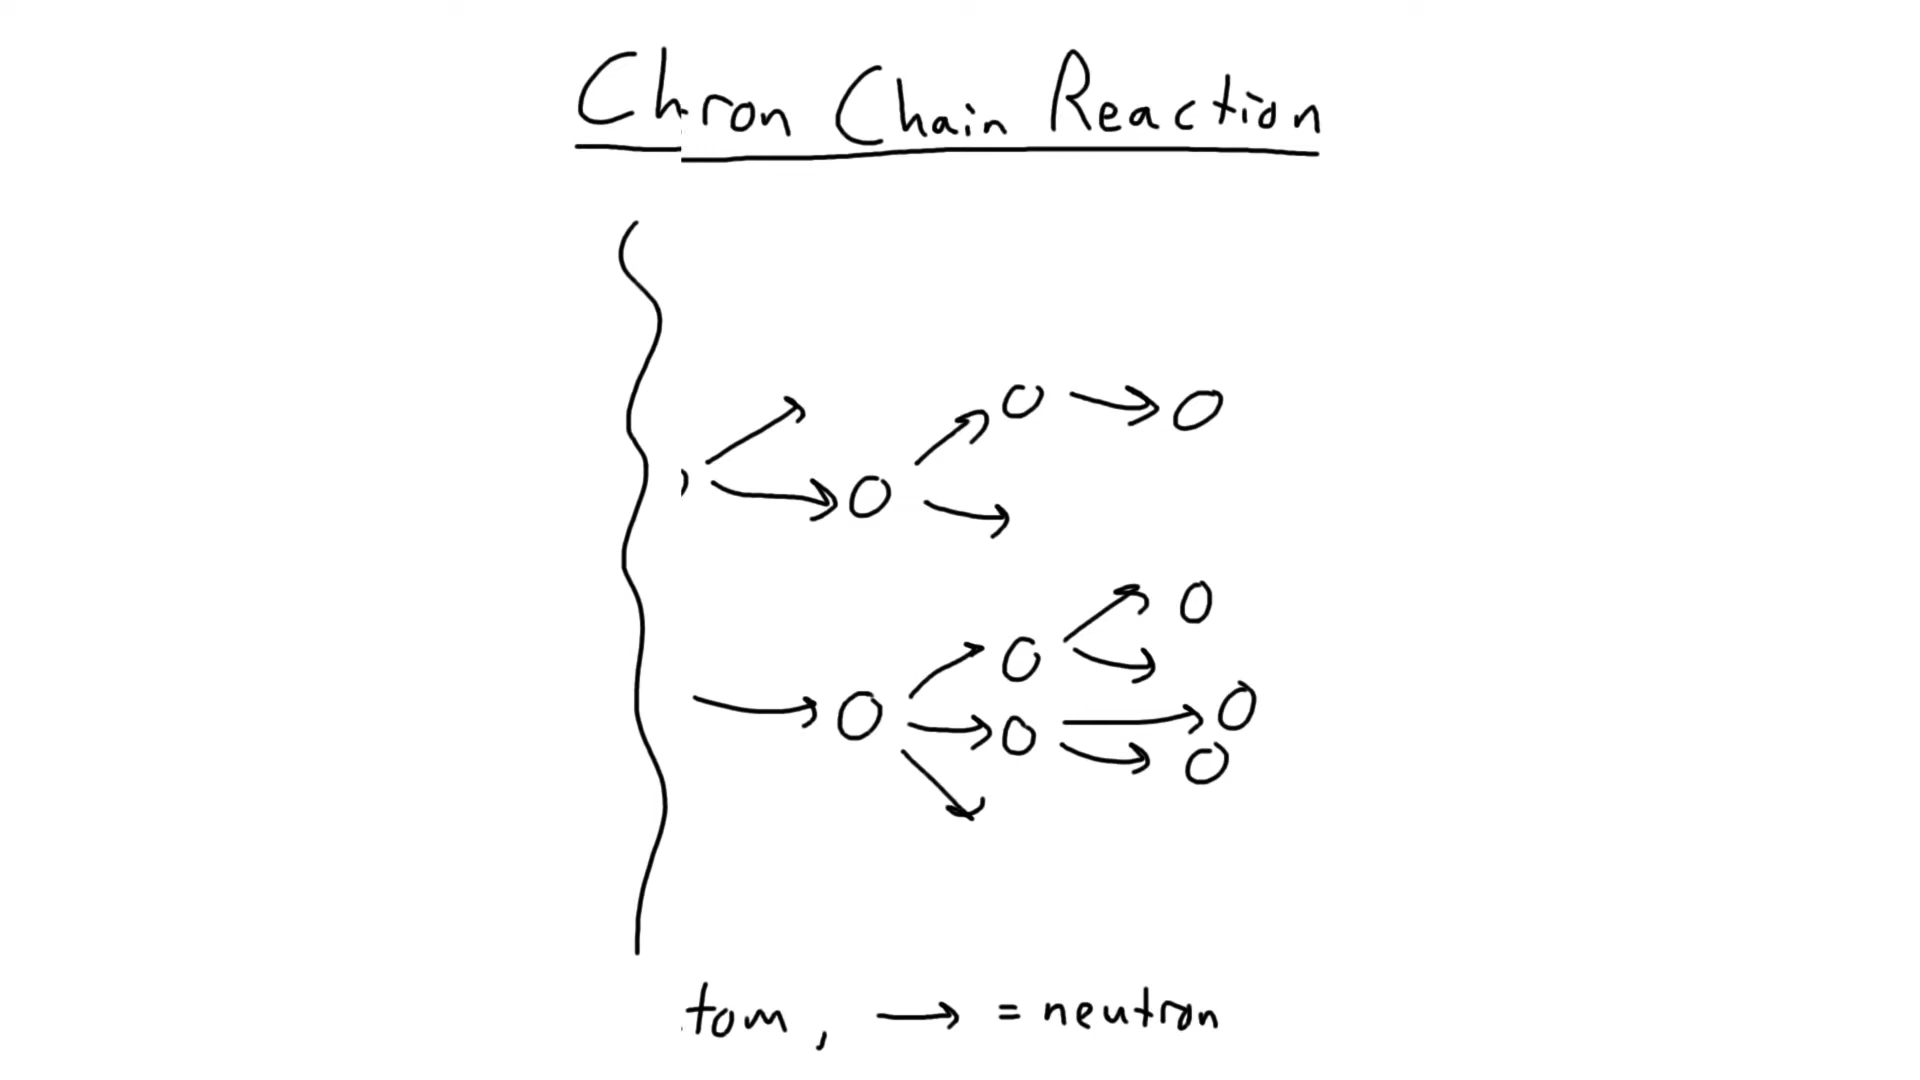 Chron Chain Reaction
tom, → = neutron